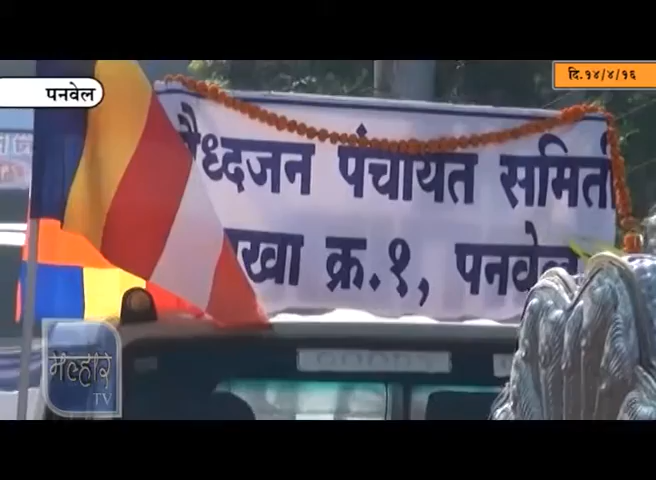 पनवेल
दि.१४/४/१६
पंचायत समिती
क्र.१, पनवेल
मल्हार
TV